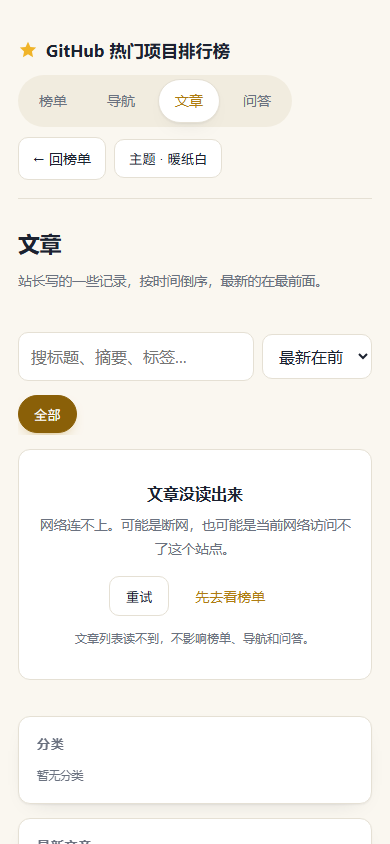 GitHub 热门项目排行榜
榜单 导航 文章 问答
← 回榜单 主题 · 暖纸白
文章
站长写的一些记录，按时间倒序，最新的在最前面。
搜标题、摘要、标签... 最新在前
全部
文章没读出来
网络连不上。可能是断网，也可能是当前网络访问不
了这个站点。
重试 先去看榜单
文章列表读不到，不影响榜单、导航和问答。
分类
暂无分类